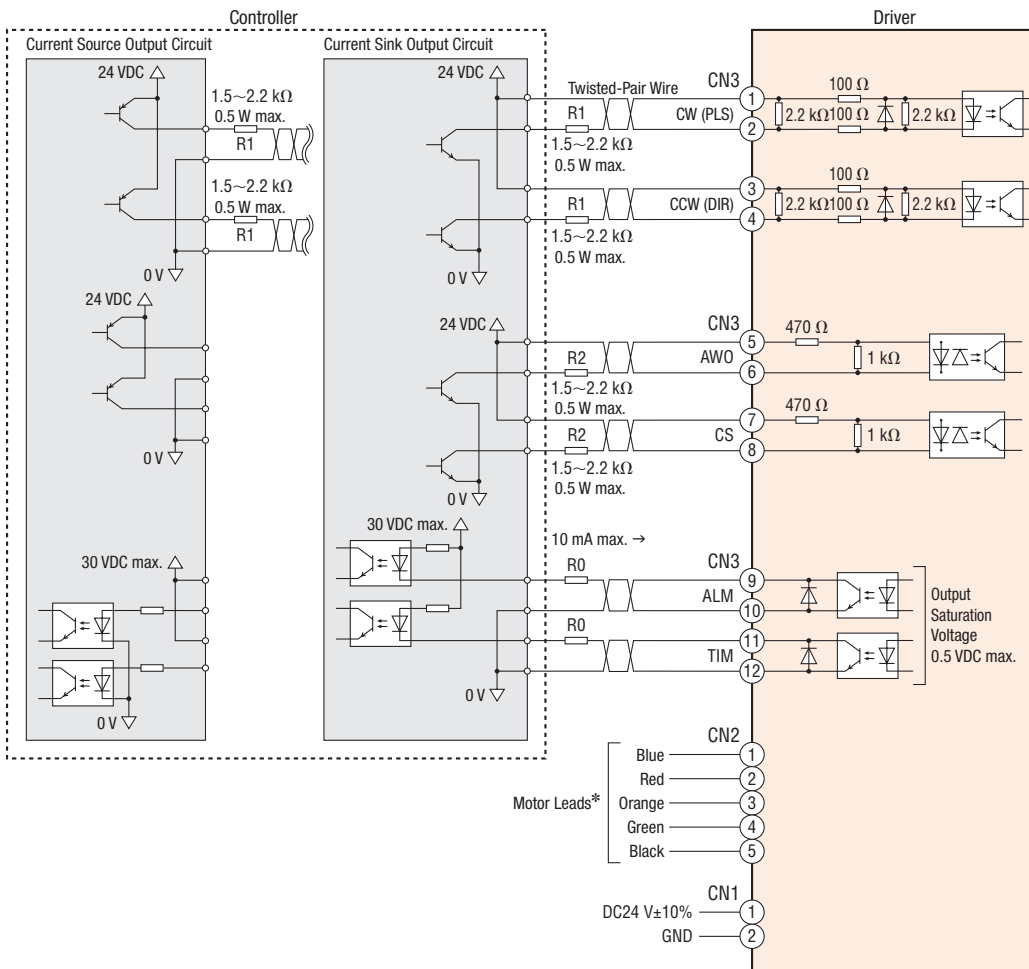 Controller
Driver
Current Source Output Circuit
Current Sink Output Circuit
24 VDC
1.5~2.2 kΩ
0.5 W max.
R1
1.5~2.2 kΩ
0.5 W max.
R1
0 V
24 VDC
0 V
30 VDC max.
0 V
24 VDC
Twisted-Pair Wire
R1
1.5~2.2 kΩ
0.5 W max.
R1
1.5~2.2 kΩ
0.5 W max.
0 V
24 VDC
R2
1.5~2.2 kΩ
0.5 W max.
R2
1.5~2.2 kΩ
0.5 W max.
0 V
30 VDC max.
10 mA max. →
R0
R0
0 V
CN3
CW (PLS)
1
2
100 Ω
2.2 kΩ
100 Ω
2.2 kΩ
CCW (DIR)
3
4
100 Ω
2.2 kΩ
100 Ω
2.2 kΩ
CN3
AWO
5
6
470 Ω
1 kΩ
CS
7
8
470 Ω
1 kΩ
CN3
ALM
9
10
TIM
11
12
Output
Saturation
Voltage
0.5 VDC max.
CN2
Motor Leads*
Blue 1
Red 2
Orange 3
Green 4
Black 5
CN1
DC24 V±10% 1
GND 2